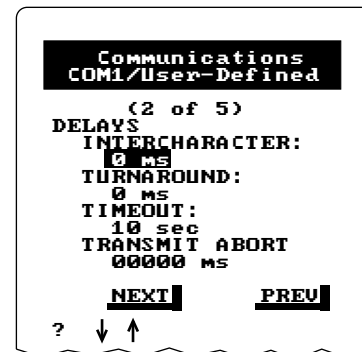 Communications
COM1/User-Defined
(2 of 5)
DELAYS
INTERCHARACTER:
0 ms
TURNAROUND:
0 ms
TIMEOUT:
10 sec
TRANSMIT ABORT
00000 ms
NEXT PREV
? ↓ ↑